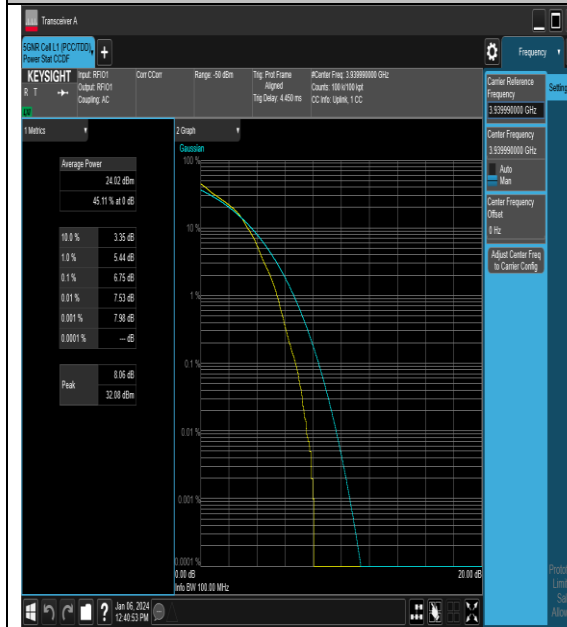 Transceiver A
5GNR Cell L1 (PCC/TDD),
Power Stat CCDF
Frequency
KEYSIGHT
R T
Input: RFIO1
Output: RFIO1
Coupling: AC
Corr CCorr
Range: -50 dBm
Trig: Prot Frame
Aligned
Trig Delay: 4.450 ms
#Center Freq: 3.939990000 GHz
Counts: 100 k/100 kpt
CC Info: Uplink, 1 CC
1 Metrics
Average Power
24.02 dBm
45.11 % at 0 dB
10.0 % 3.35 dB
1.0 % 5.44 dB
0.1 % 6.75 dB
0.01 % 7.53 dB
0.001 % 7.98 dB
0.0001 % --- dB
Peak
8.06 dB
32.08 dBm
2 Graph
Gaussian
100 %
10 %
1 %
0.1 %
0.01 %
0.001 %
0.0001 %
0.00 dB
20.00 dB
Info BW 100.00 MHz
Carrier Reference
Frequency
3.939990000 GHz
Center Frequency
3.939990000 GHz
Auto
Man
Center Frequency
Offset
0 Hz
Adjust Center Freq
to Carrier Config
Setting
Jan 06, 2024
12:40:53 PM